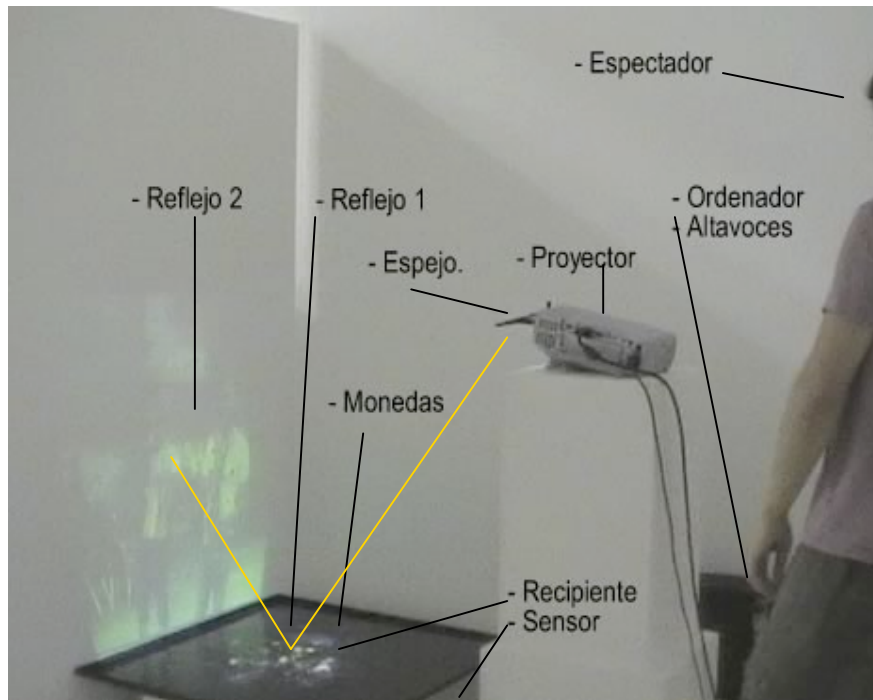 - Espectador
- Reflejo 2
- Reflejo 1
- Ordenador
- Altavoces
- Espejo.
- Proyector
- Monedas
- Recipiente
- Sensor